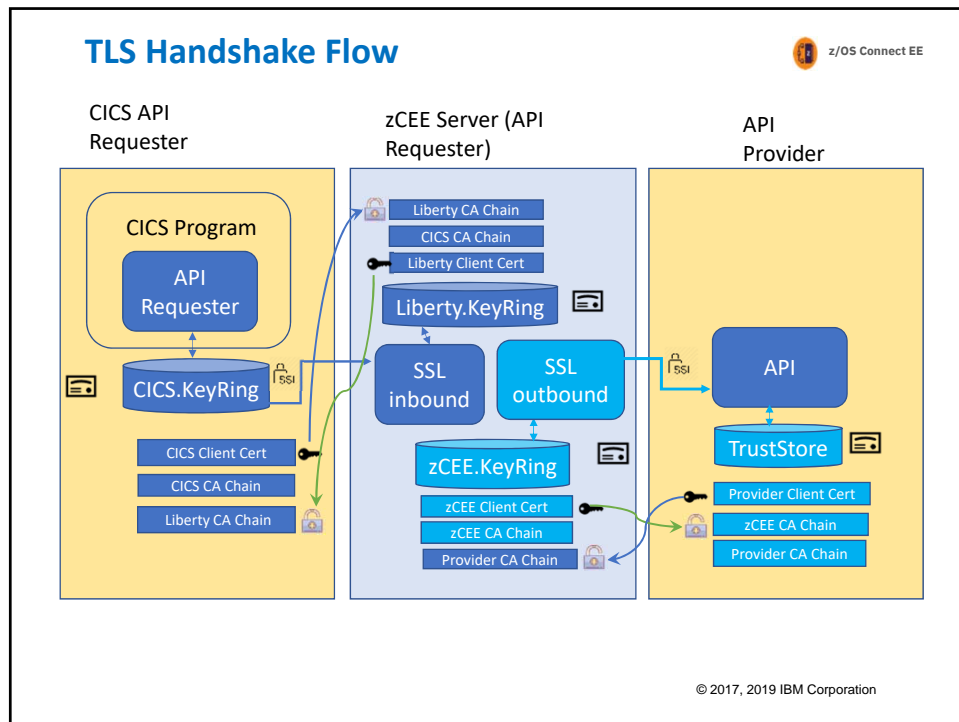 TLS Handshake Flow
z/OS Connect EE
CICS API
Requester
zCEE Server (API
Requester)
API
Provider
CICS Program
API
Requester
CICS.KeyRing
SSI
CICS Client Cert
CICS CA Chain
Liberty CA Chain
Liberty CA Chain
CICS CA Chain
Liberty Client Cert
Liberty.KeyRing
SSL
inbound
SSL
outbound
zCEE.KeyRing
zCEE Client Cert
zCEE CA Chain
Provider CA Chain
SSI
API
TrustStore
Provider Client Cert
zCEE CA Chain
Provider CA Chain
© 2017, 2019 IBM Corporation